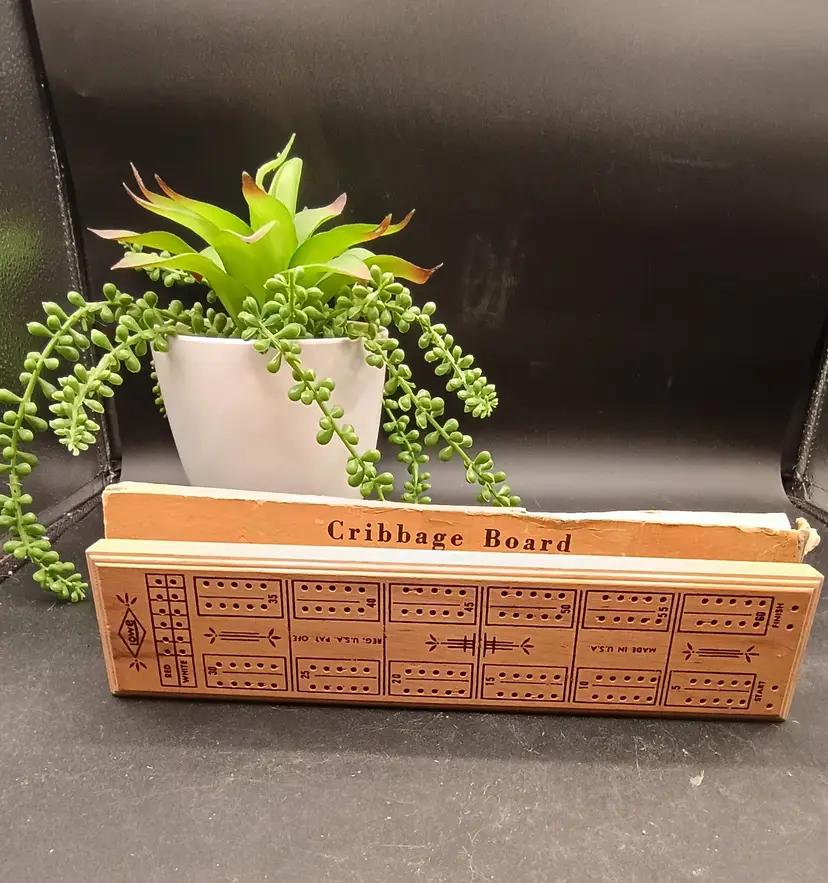 Cribbage Board
35
40
45
50
55
60
FINISH
lowe
REG. U.S.A. PAT. OFF.
MADE IN U.S.A.
RED
WHITE
30
25
20
15
10
5
START